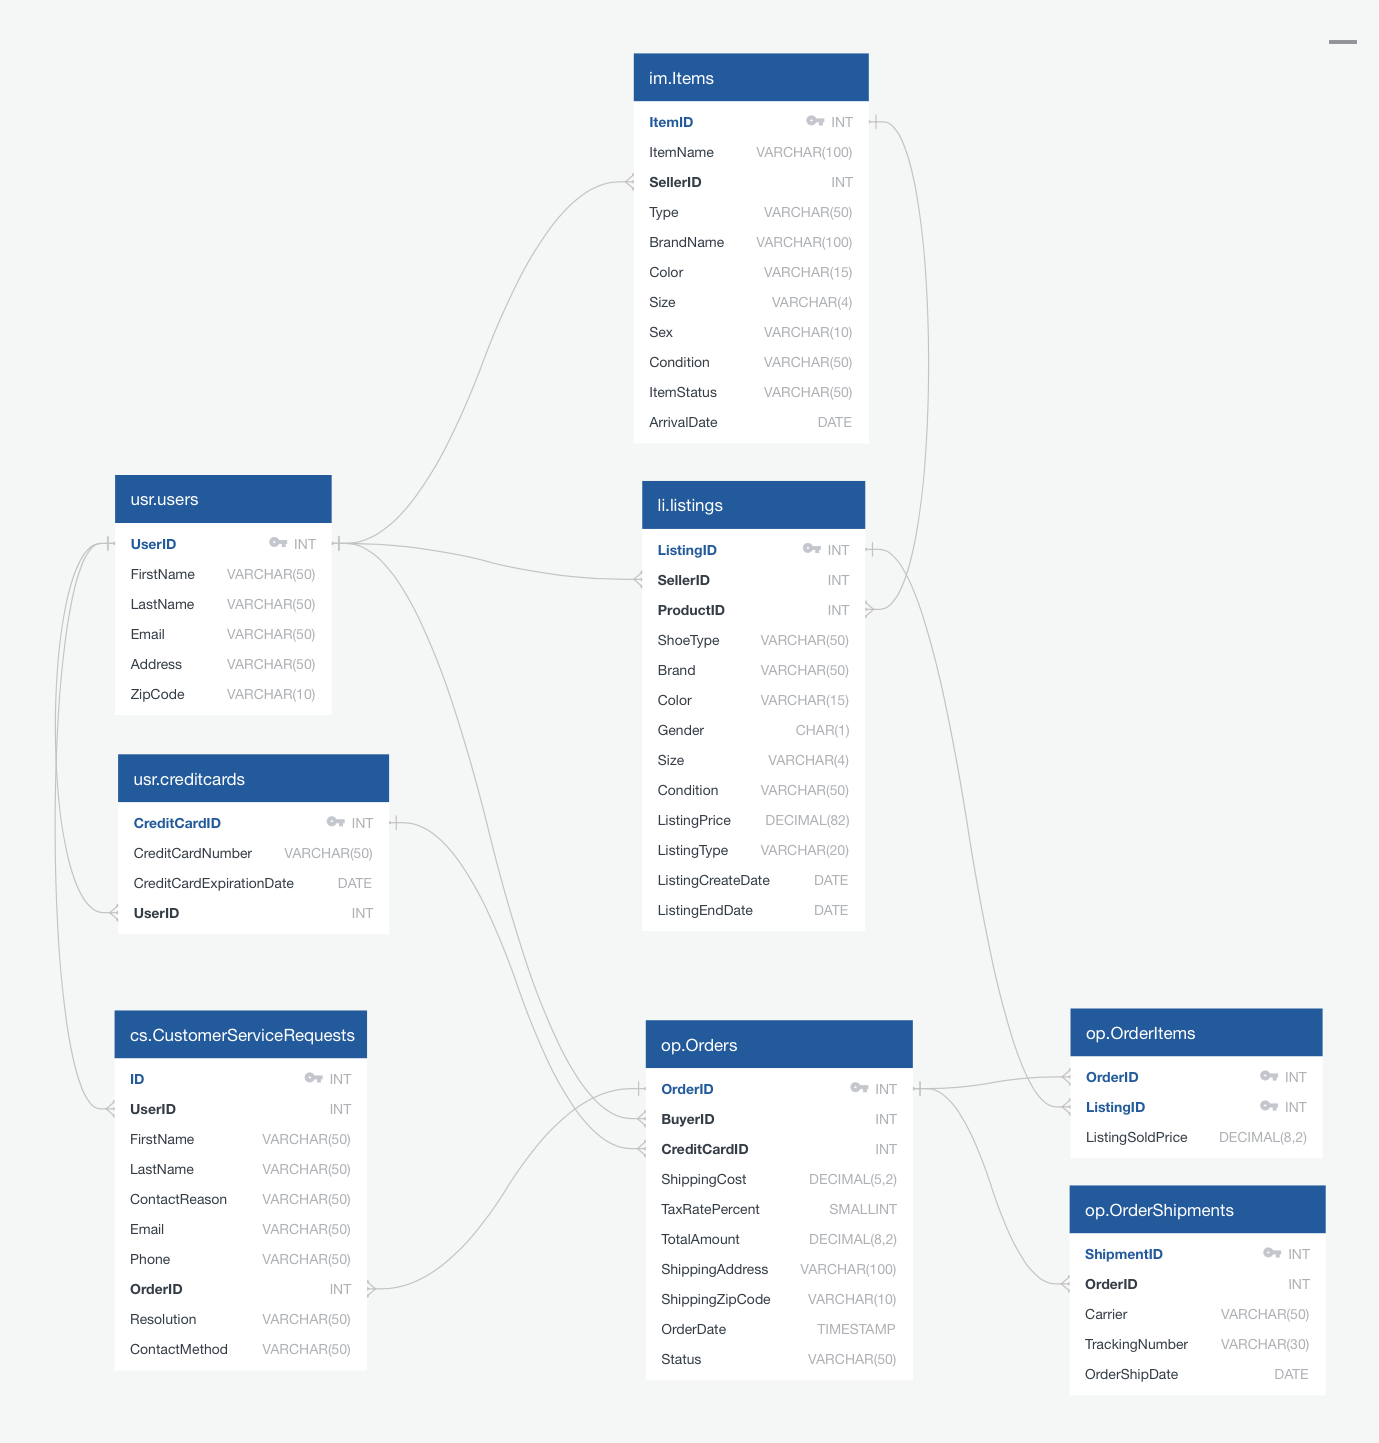 im.Items
ItemID INT
ItemName VARCHAR(100)
SellerID INT
Type VARCHAR(50)
BrandName VARCHAR(100)
Color VARCHAR(15)
Size VARCHAR(4)
Sex VARCHAR(10)
Condition VARCHAR(50)
ItemStatus VARCHAR(50)
ArrivalDate DATE
usr.users
UserID INT
FirstName VARCHAR(50)
LastName VARCHAR(50)
Email VARCHAR(50)
Address VARCHAR(50)
ZipCode VARCHAR(10)
li.listings
ListingID INT
SellerID INT
ProductID INT
ShoeType VARCHAR(50)
Brand VARCHAR(50)
Color VARCHAR(15)
Gender CHAR(1)
Size VARCHAR(4)
Condition VARCHAR(50)
ListingPrice DECIMAL(82)
ListingType VARCHAR(20)
ListingCreateDate DATE
ListingEndDate DATE
usr.creditcards
CreditCardID INT
CreditCardNumber VARCHAR(50)
CreditCardExpirationDate DATE
UserID INT
cs.CustomerServiceRequests
ID INT
UserID INT
FirstName VARCHAR(50)
LastName VARCHAR(50)
ContactReason VARCHAR(50)
Email VARCHAR(50)
Phone VARCHAR(50)
OrderID INT
Resolution VARCHAR(50)
ContactMethod VARCHAR(50)
op.Orders
OrderID INT
BuyerID INT
CreditCardID INT
ShippingCost DECIMAL(5,2)
TaxRatePercent SMALLINT
TotalAmount DECIMAL(8,2)
ShippingAddress VARCHAR(100)
ShippingZipCode VARCHAR(10)
OrderDate TIMESTAMP
Status VARCHAR(50)
op.OrderItems
OrderID INT
ListingID INT
ListingSoldPrice DECIMAL(8,2)
op.OrderShipments
ShipmentID INT
OrderID INT
Carrier VARCHAR(50)
TrackingNumber VARCHAR(30)
OrderShipDate DATE